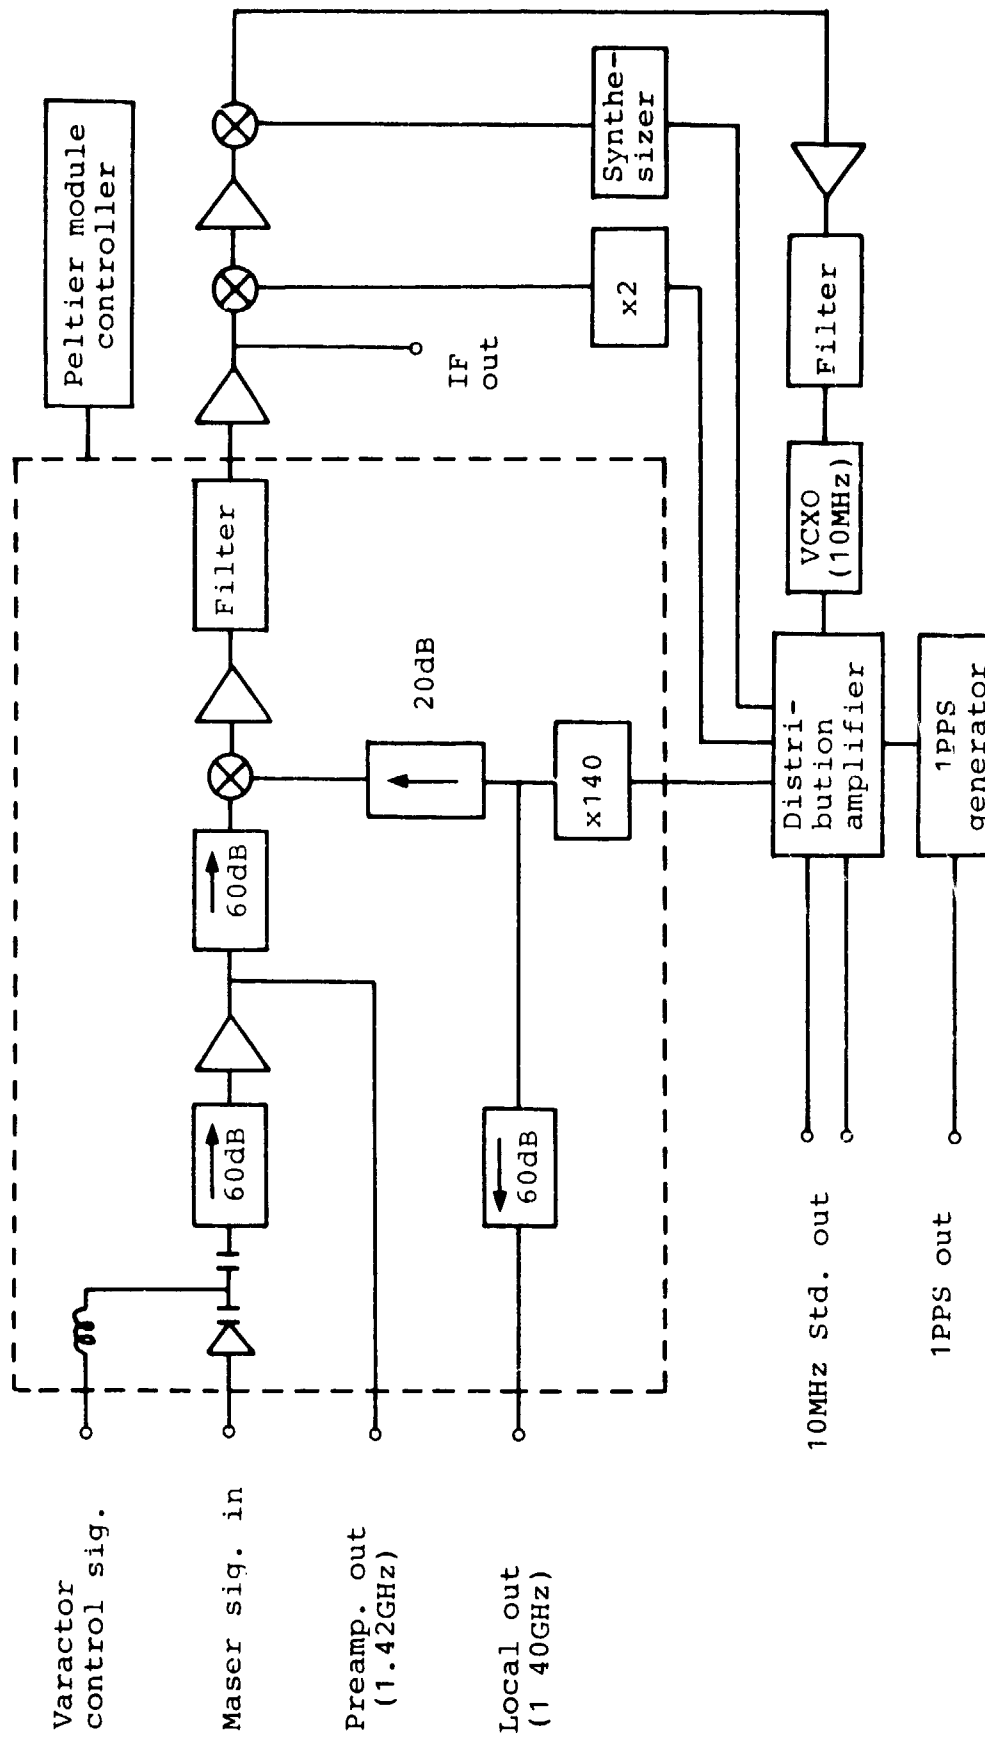 Varactor
control sig.
Maser sig. in
Preamp. out
(1.42GHz)
Local out
(1 40GHz)
60dB
60dB
60dB
20dB
x140
Filter
Peltier module
controller
IF
out
x2
Synthe-
sizer
Filter
VCXO
(10MHz)
Distri-
bution
amplifier
1PPS
generator
10MHz Std. out
1PPS out